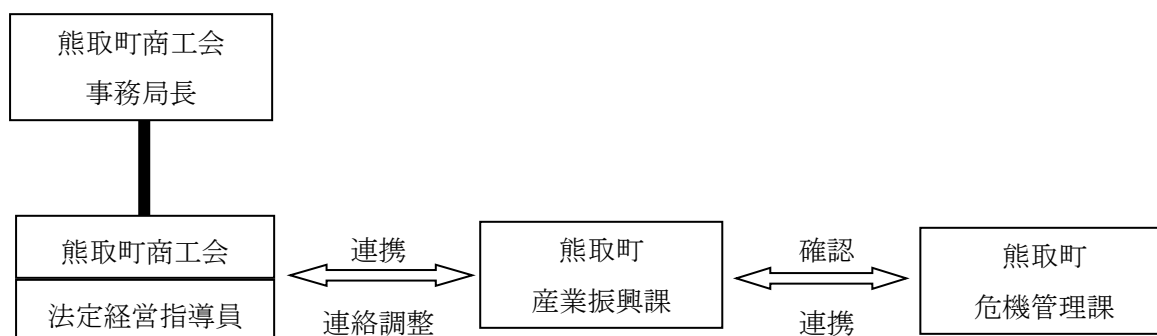 熊取町商工会
事務局長
熊取町商工会
法定経営指導員
連携
連絡調整
熊取町
産業振興課
確認
連携
熊取町
危機管理課